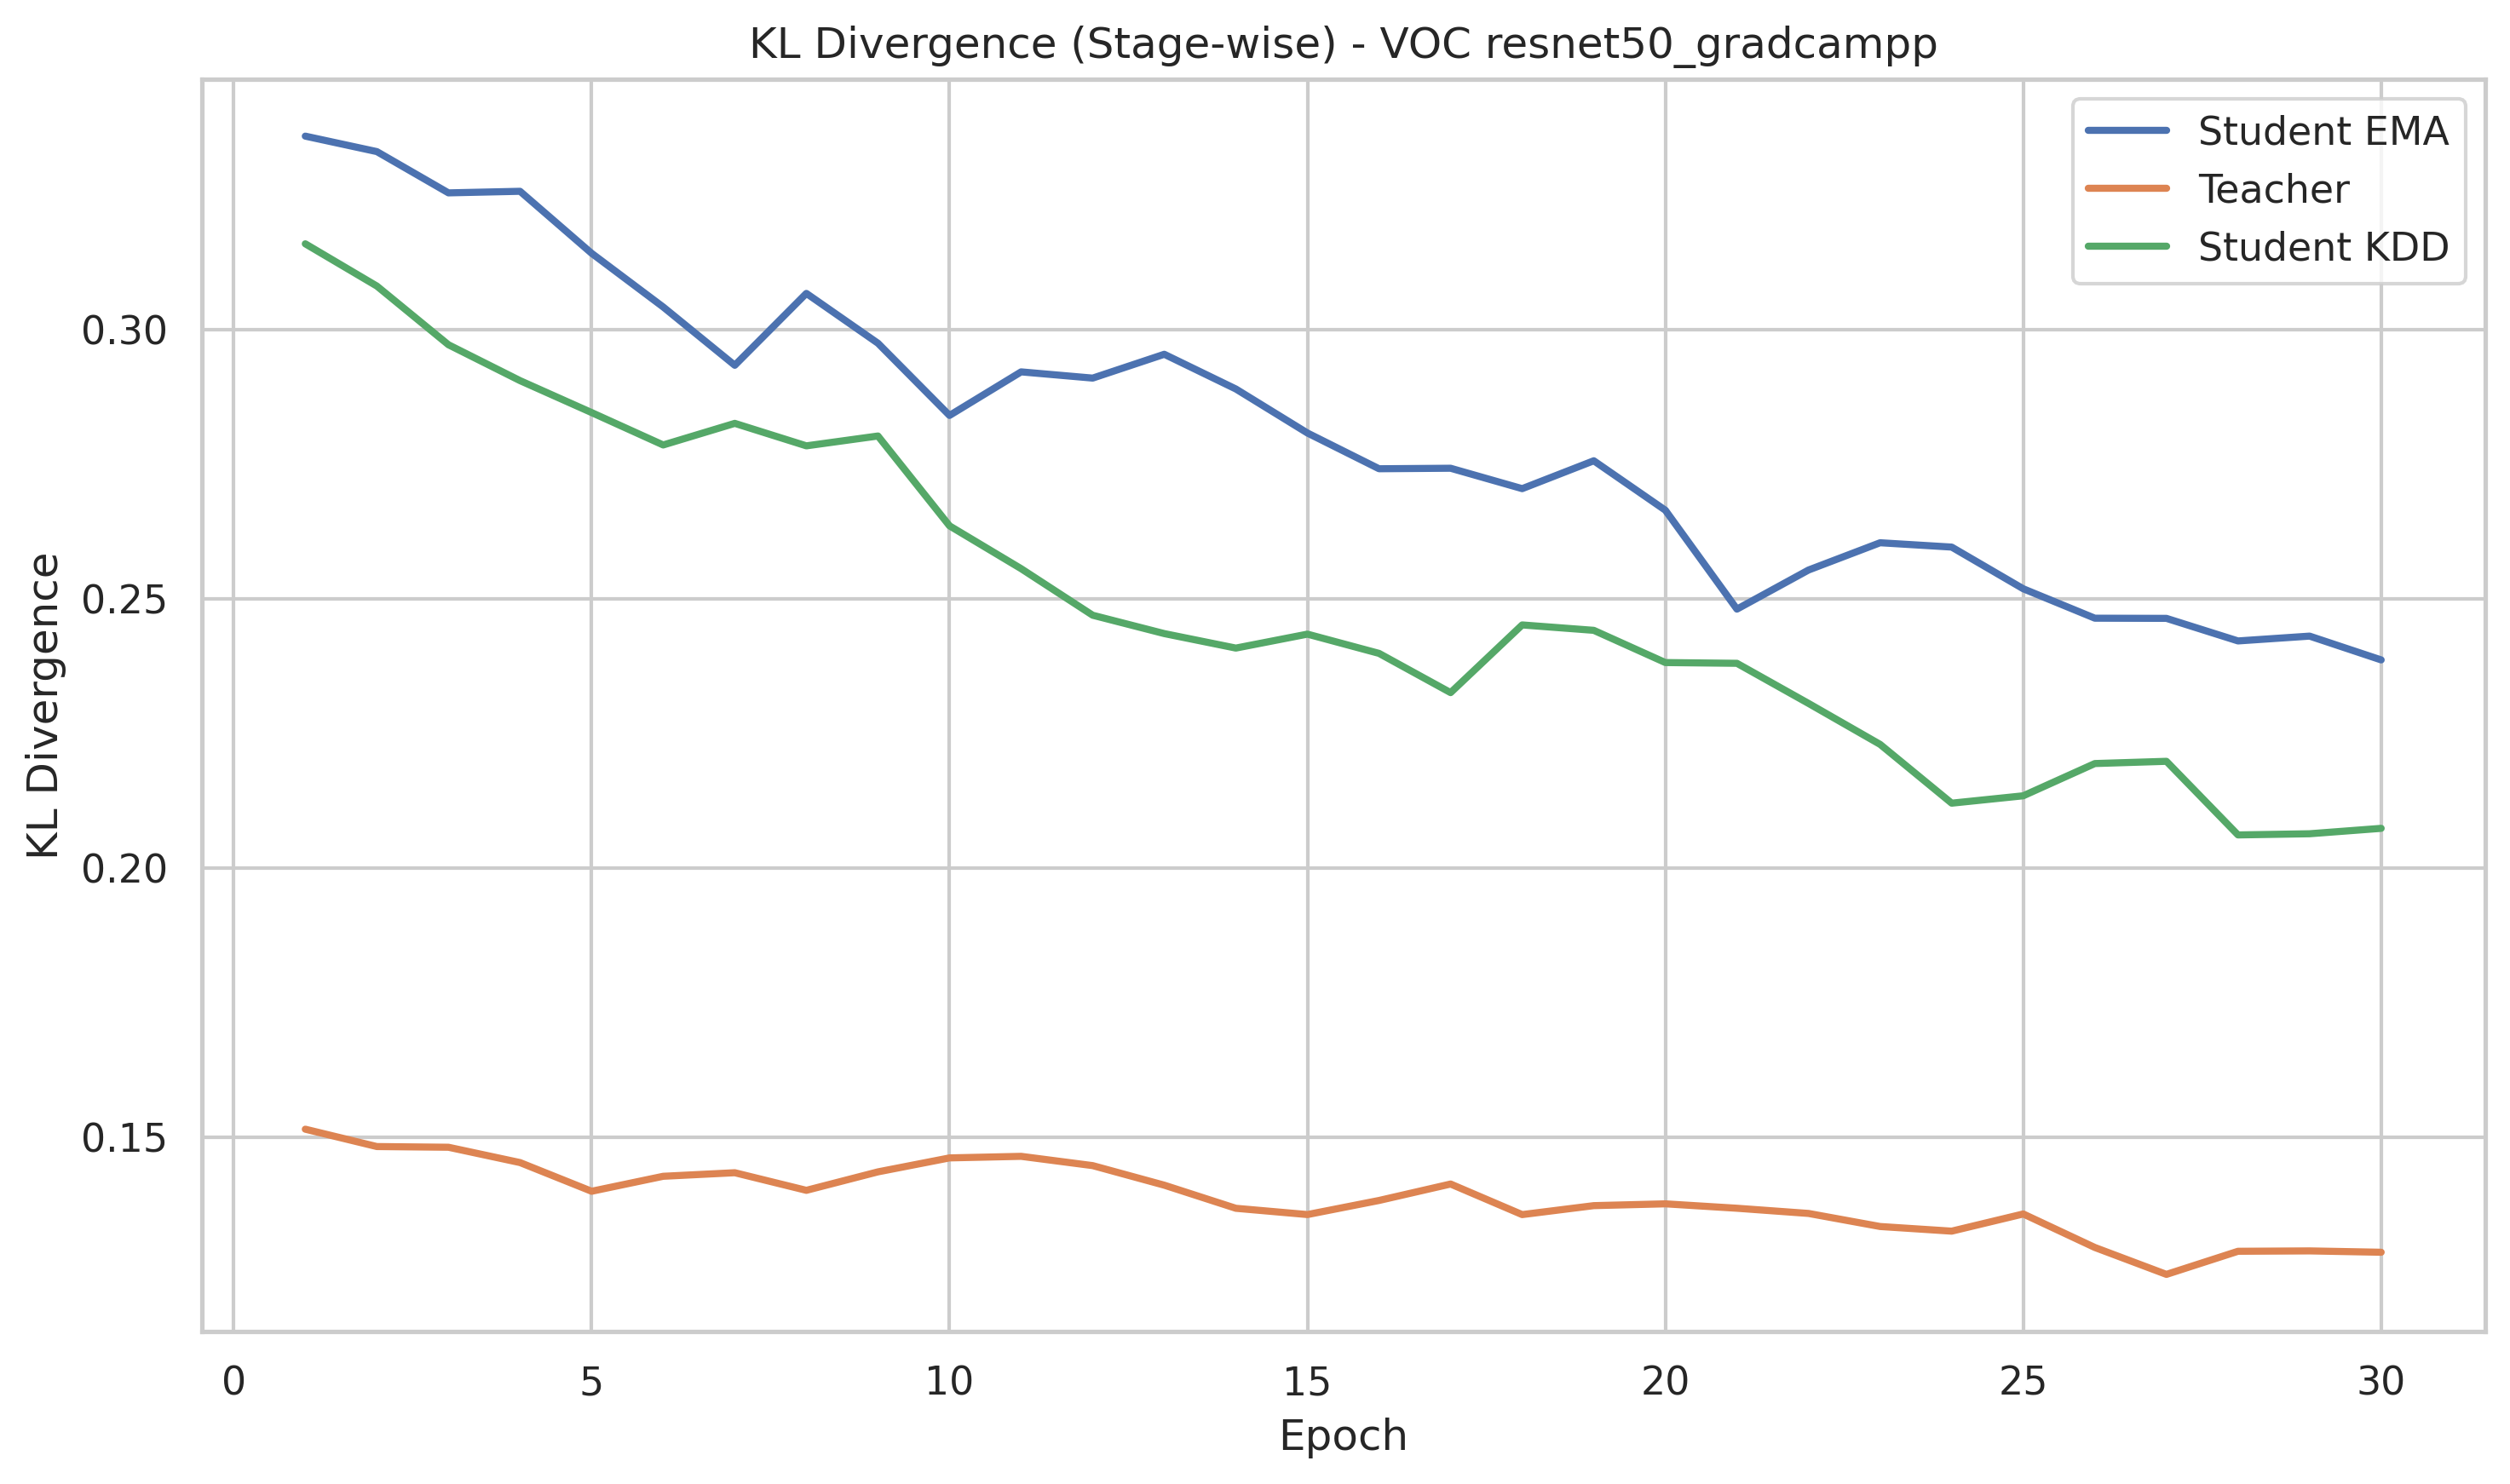 KL Divergence (Stage-wise) - VOC resnet50_gradcampp
Student EMA
Teacher
Student KDD
KL Divergence
0.30
0.25
0.20
0.15
0 5 10 15 20 25 30
Epoch